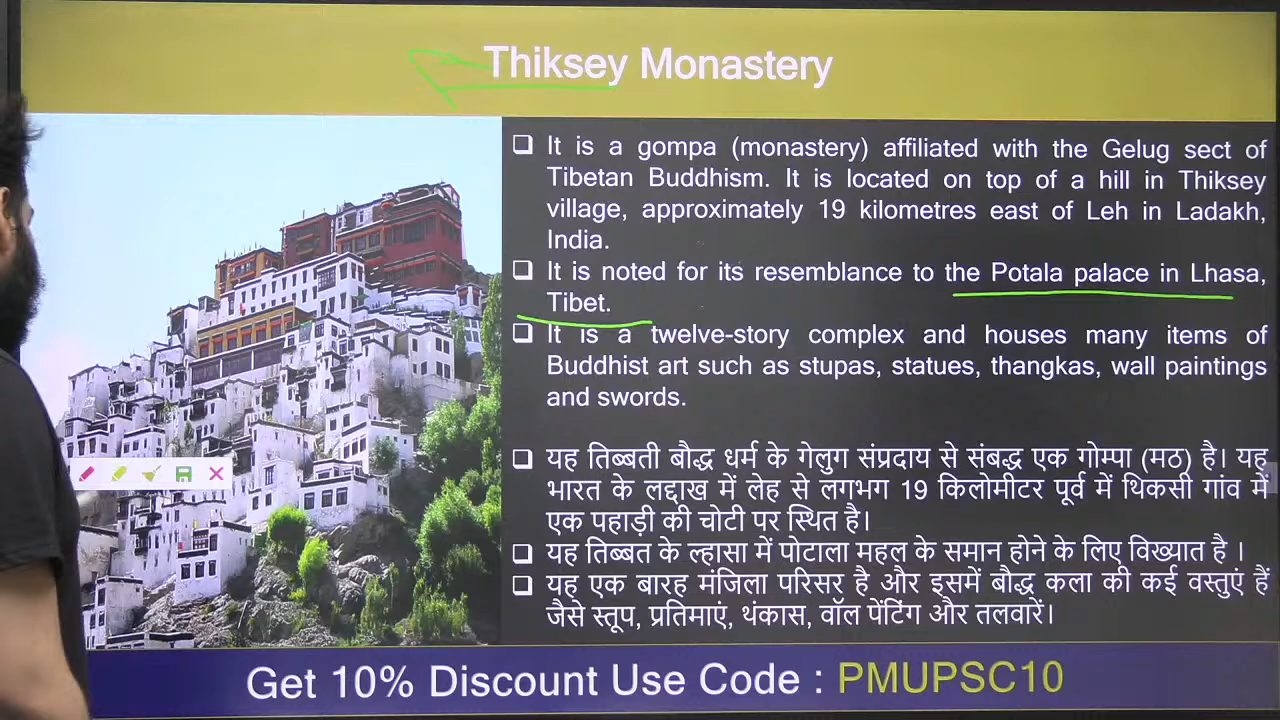 Thiksey Monastery
It is a gompa (monastery) affiliated with the Gelug sect of
Tibetan Buddhism. It is located on top of a hill in Thiksey
village, approximately 19 kilometres east of Leh in Ladakh,
India.
It is noted for its resemblance to the Potala palace in Lhasa,
Tibet.
It is a twelve-story complex and houses many items of
Buddhist art such as stupas, statues, thangkas, wall paintings
and swords.
यह तिब्बती बौद्ध धर्म के गेलुग संप्रदाय से संबद्ध एक गोम्पा (मठ) है। यह
भारत के लद्दाख में लेह से लगभग 19 किलोमीटर पूर्व में थिकसी गांव में
एक पहाड़ी की चोटी पर स्थित है।
यह तिब्बत के ल्हासा में पोटाला महल के समान होने के लिए विख्यात है ।
यह एक बारह मंजिला परिसर है और इसमें बौद्ध कला की कई वस्तुएं हैं
जैसे स्तूप, प्रतिमाएं, थंकास, वॉल पेंटिंग और तलवारें।
Get 10% Discount Use Code : PMUPSC10